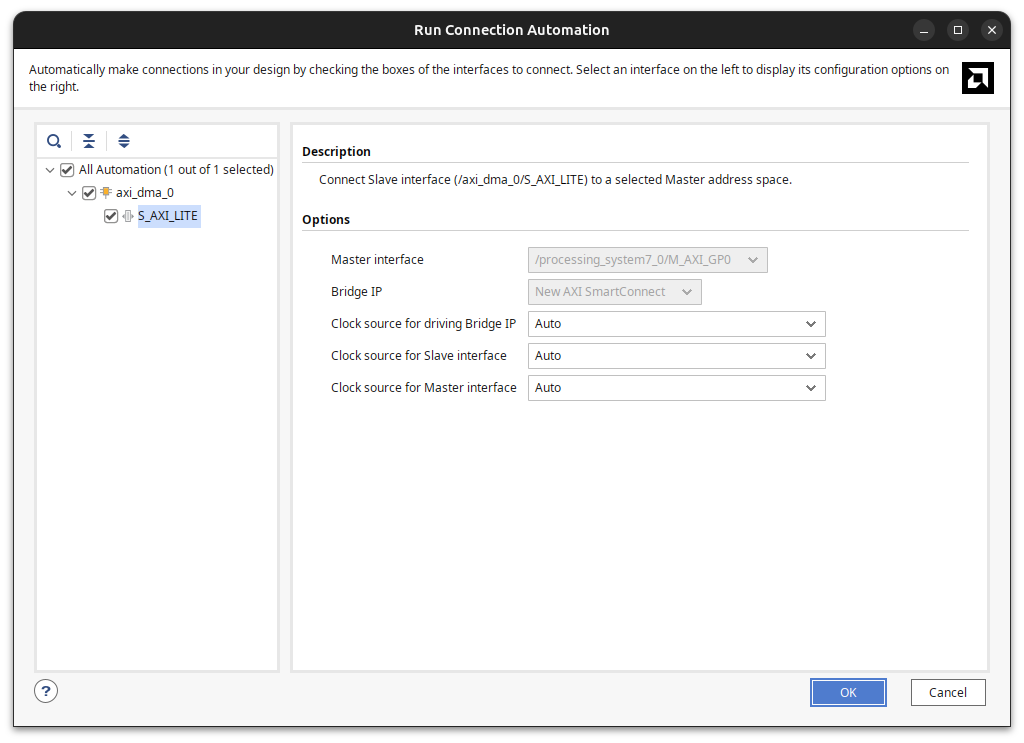 Run Connection Automation
Automatically make connections in your design by checking the boxes of the interfaces to connect. Select an interface on the left to display its configuration options on
the right.
All Automation (1 out of 1 selected)
axi_dma_0
S_AXI_LITE
Description
Connect Slave interface (/axi_dma_0/S_AXI_LITE) to a selected Master address space.
Options
Master interface /processing_system7_0/M_AXI_GP0
Bridge IP New AXI SmartConnect
Clock source for driving Bridge IP Auto
Clock source for Slave interface Auto
Clock source for Master interface Auto
? OK Cancel